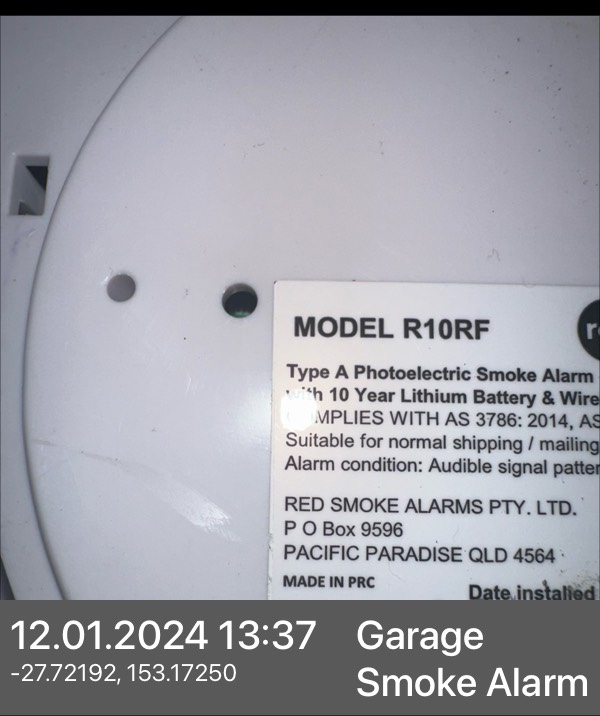 MODEL R10RF
Type A Photoelectric Smoke Alarm
with 10 Year Lithium Battery & Wire
MPLIES WITH AS 3786: 2014, AS
Suitable for normal shipping / mailing
Alarm condition: Audible signal patter
RED SMOKE ALARMS PTY. LTD.
P O Box 9596
PACIFIC PARADISE QLD 4564
MADE IN PRC
Date installed
12.01.2024 13:37
-27.72192, 153.17250
Garage
Smoke Alarm